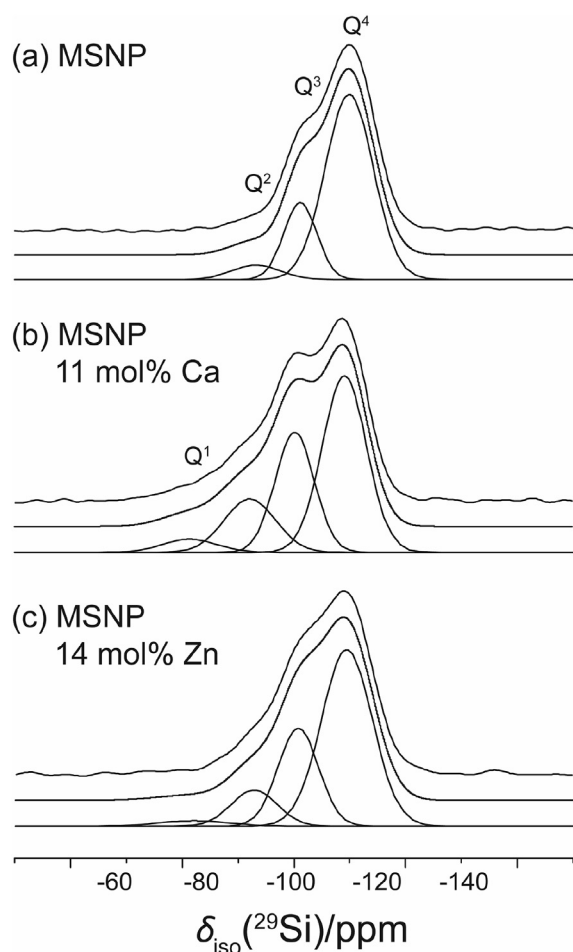 Q⁴
(a) MSNP
Q³
Q²
(b) MSNP
11 mol% Ca
Q¹
(c) MSNP
14 mol% Zn
-60 -80 -100 -120 -140
δiso(²⁹Si)/ppm